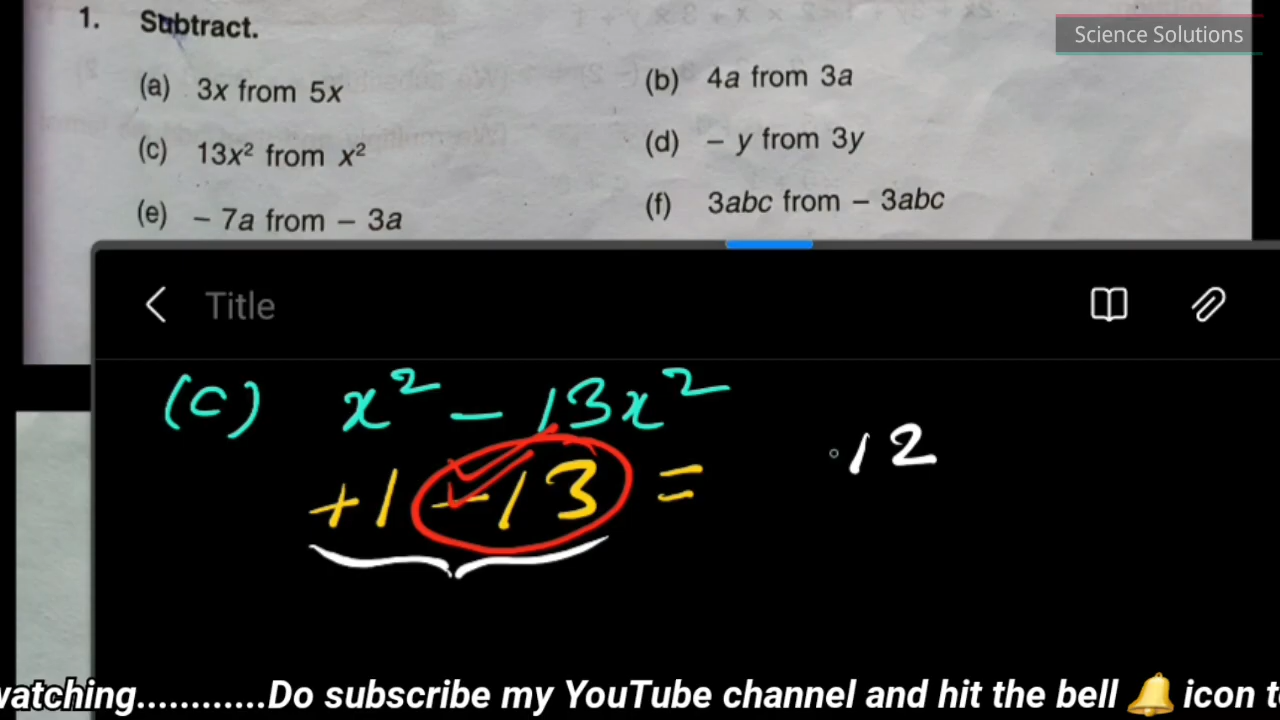 Science Solutions
1. Subtract.
(a) 3x from 5x
(b) 4a from 3a
(c) 13x² from x²
(d) – y from 3y
(e) – 7a from – 3a
(f) 3abc from – 3abc
Title
(C) x² – 13x²
+1 –13 =
12
watching............Do subscribe my YouTube channel and hit the bell 🔔 icon t